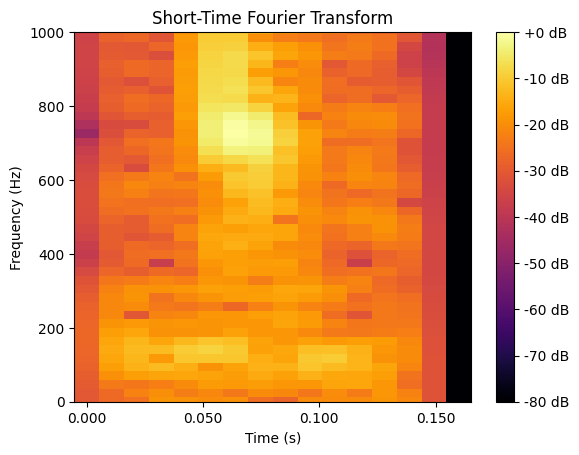 Short-Time Fourier Transform
Frequency (Hz)
1000
800
600
400
200
0
0.000
0.050
0.100
0.150
Time (s)
+0 dB
-10 dB
-20 dB
-30 dB
-40 dB
-50 dB
-60 dB
-70 dB
-80 dB